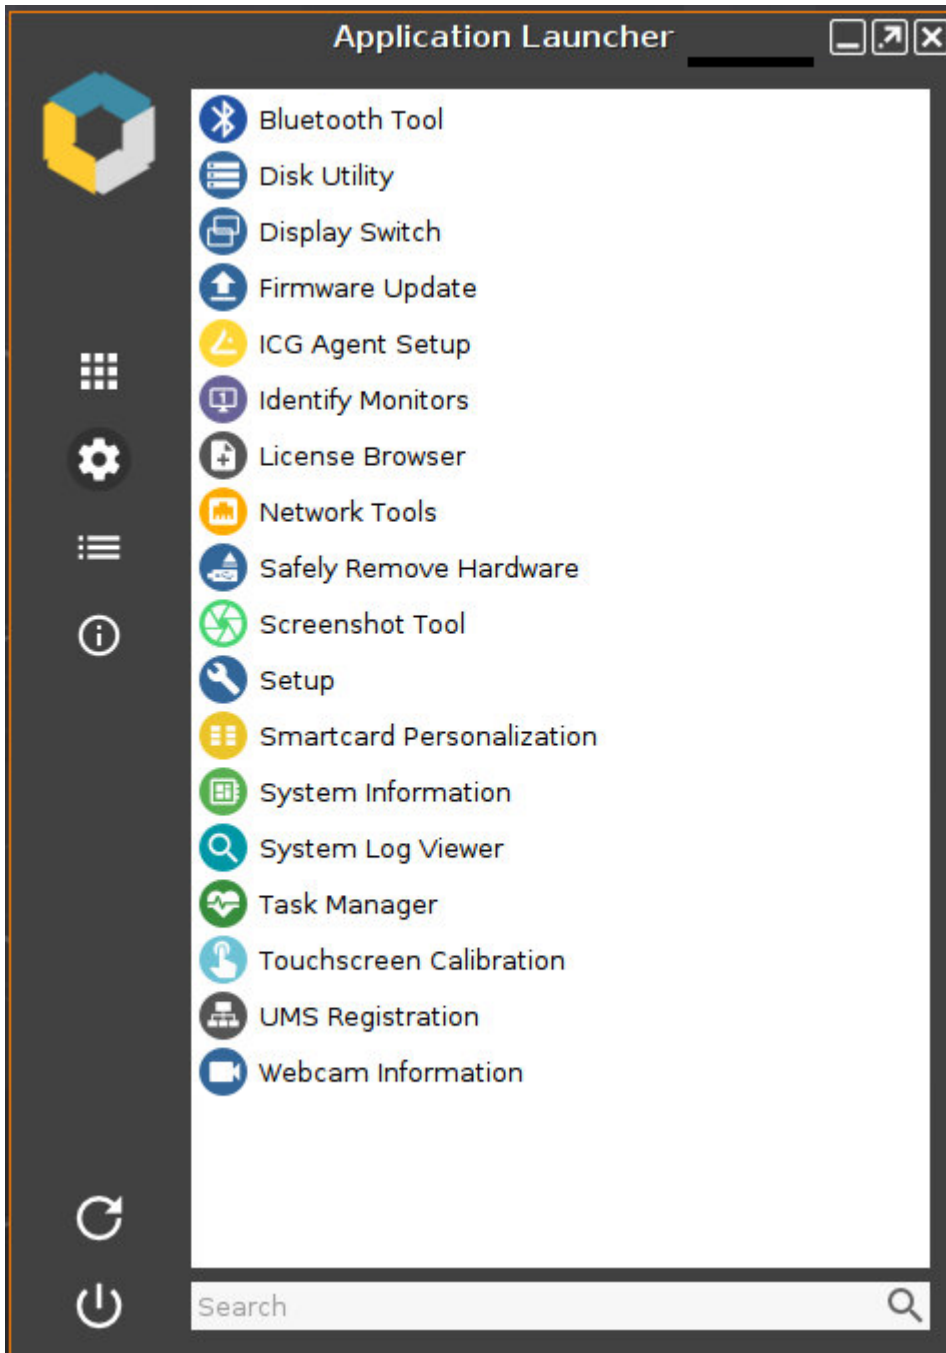 Application Launcher
Bluetooth Tool
Disk Utility
Display Switch
Firmware Update
ICG Agent Setup
Identify Monitors
License Browser
Network Tools
Safely Remove Hardware
Screenshot Tool
Setup
Smartcard Personalization
System Information
System Log Viewer
Task Manager
Touchscreen Calibration
UMS Registration
Webcam Information
Search